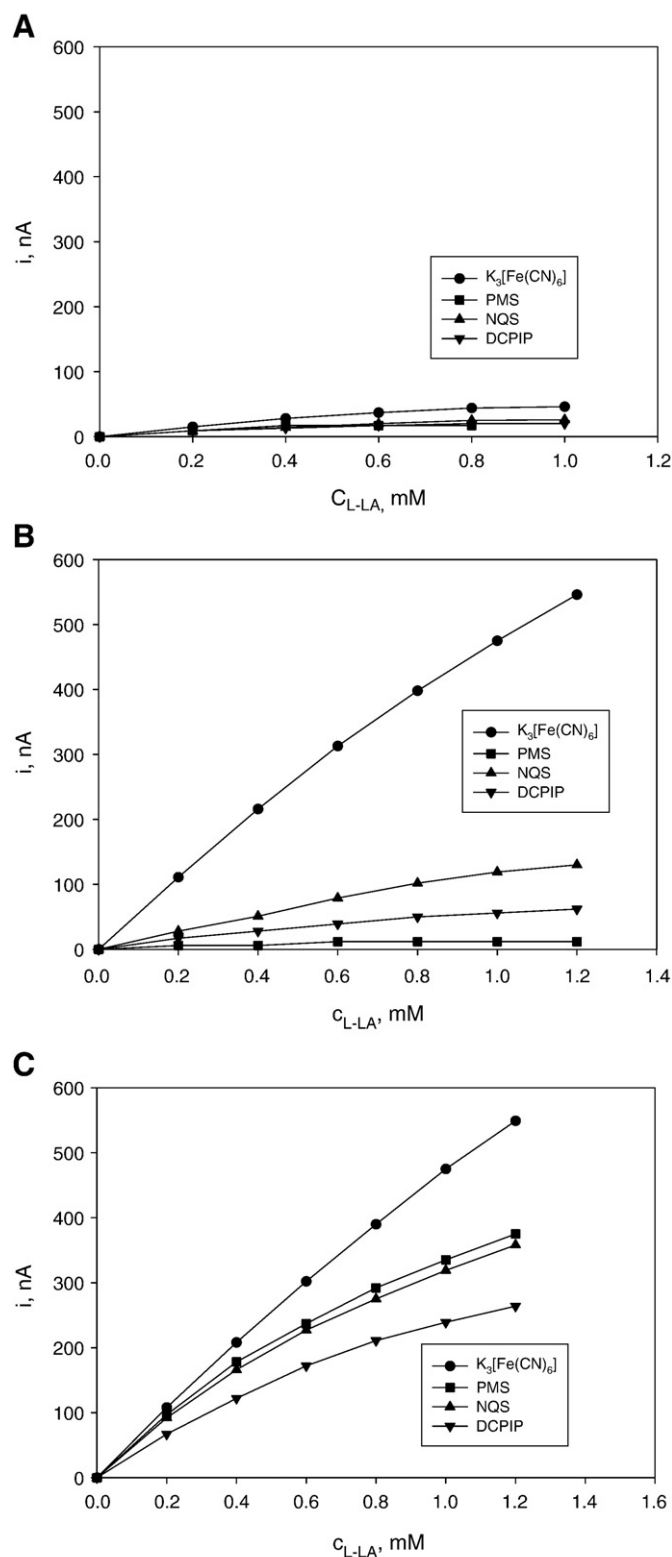 A
600
500
400
300
200
100
0
i, nA
K₃[Fe(CN)₆]
PMS
NQS
DCPIP
0.0 0.2 0.4 0.6 0.8 1.0 1.2
C_L-LA, mM
B
600
500
400
300
200
100
0
i, nA
K₃[Fe(CN)₆]
PMS
NQS
DCPIP
0.0 0.2 0.4 0.6 0.8 1.0 1.2 1.4
c_L-LA, mM
C
600
500
400
300
200
100
0
i, nA
K₃[Fe(CN)₆]
PMS
NQS
DCPIP
0.0 0.2 0.4 0.6 0.8 1.0 1.2 1.4 1.6
c_L-LA, mM